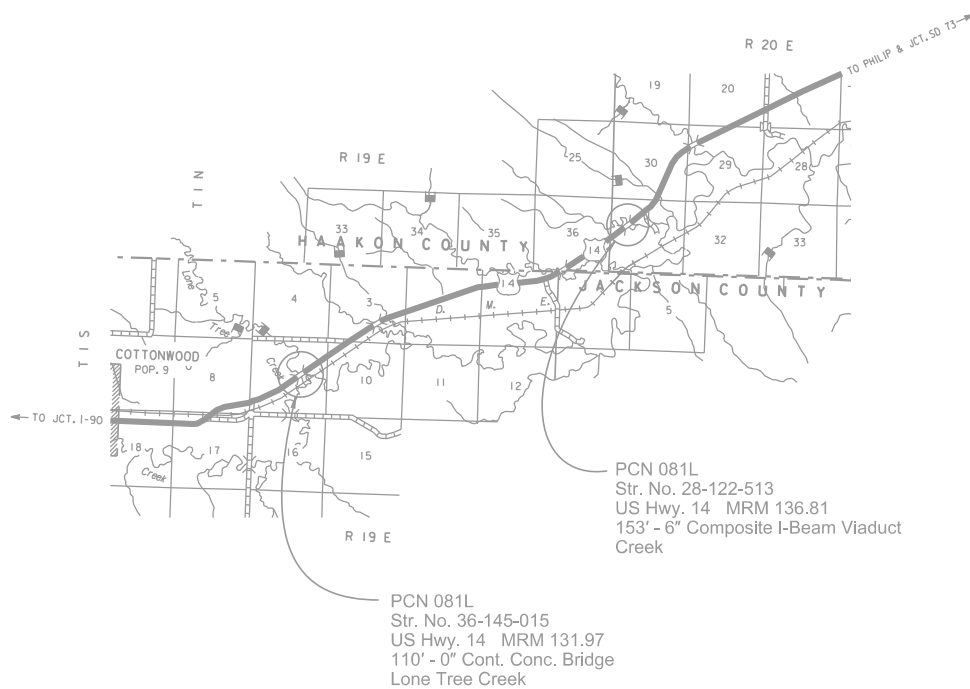 R 20 E
TO PHILIP & JCT. SD 73
19
20
25
30
29
28
R 19 E
T I N
33
34
35
36
32
33
HAAKON COUNTY
14
14
JACKSON COUNTY
Lone
5
4
3
D. M. E.
5
Tree
T I S
COTTONWOOD
POP. 9
8
Creek
10
11
12
TO JCT. I-90
18
17
16
15
Creek
R 19 E
PCN 081L
Str. No. 28-122-513
US Hwy. 14 MRM 136.81
153' - 6" Composite I-Beam Viaduct
Creek
PCN 081L
Str. No. 36-145-015
US Hwy. 14 MRM 131.97
110' - 0" Cont. Conc. Bridge
Lone Tree Creek